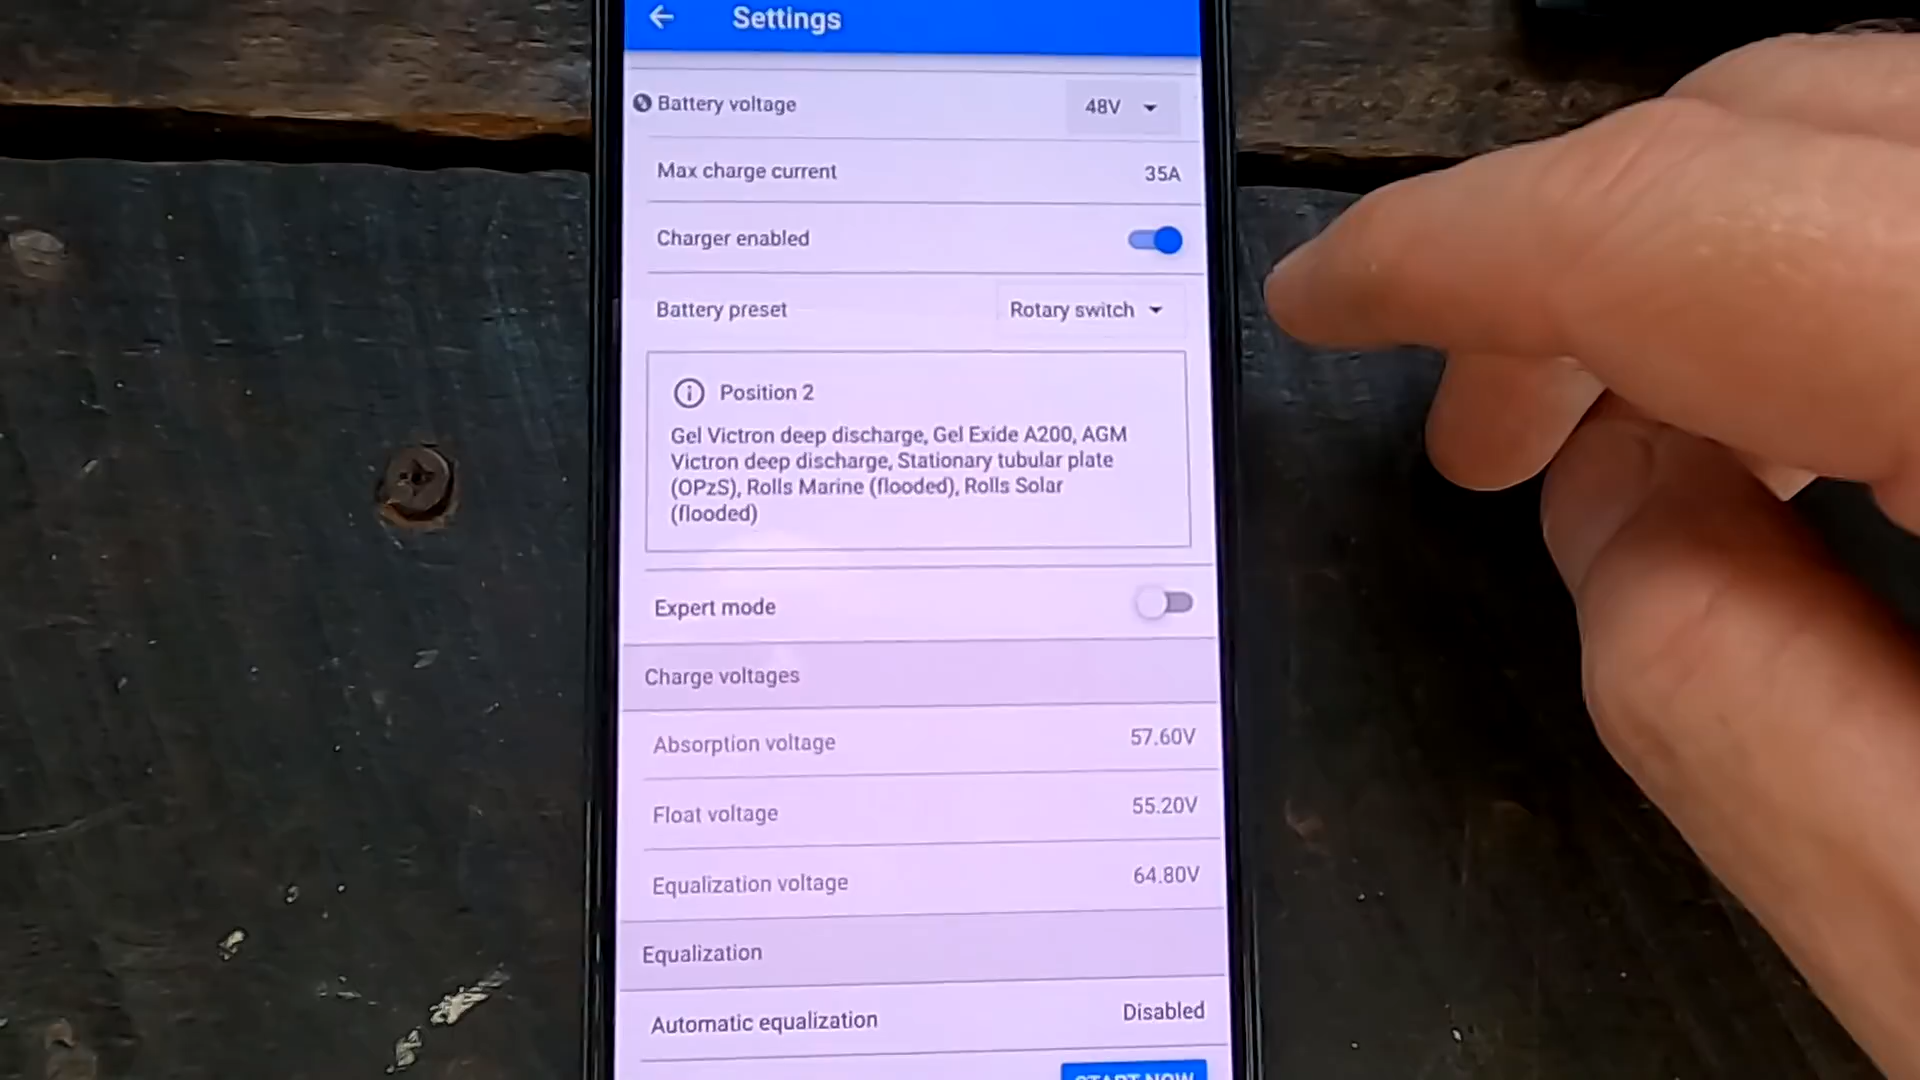 Settings
Battery voltage 48V
Max charge current 35A
Charger enabled
Battery preset Rotary switch
Position 2
Gel Victron deep discharge, Gel Exide A200, AGM
Victron deep discharge, Stationary tubular plate
(OPzS), Rolls Marine (flooded), Rolls Solar
(flooded)
Expert mode
Charge voltages
Absorption voltage 57.60V
Float voltage 55.20V
Equalization voltage 64.80V
Equalization
Automatic equalization Disabled
START NOW